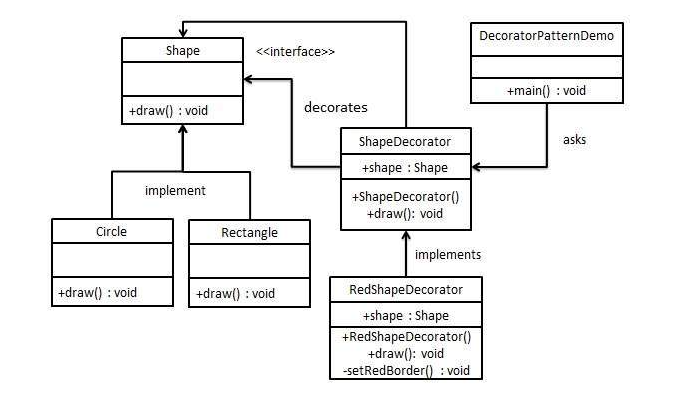 Shape
<<interface>>
+draw() : void
DecoratorPatternDemo
+main() : void
decorates
asks
ShapeDecorator
+shape : Shape
+ShapeDecorator()
+draw(): void
implement
Circle
+draw() : void
Rectangle
+draw() : void
implements
RedShapeDecorator
+shape : Shape
+RedShapeDecorator()
+draw(): void
-setRedBorder() : void